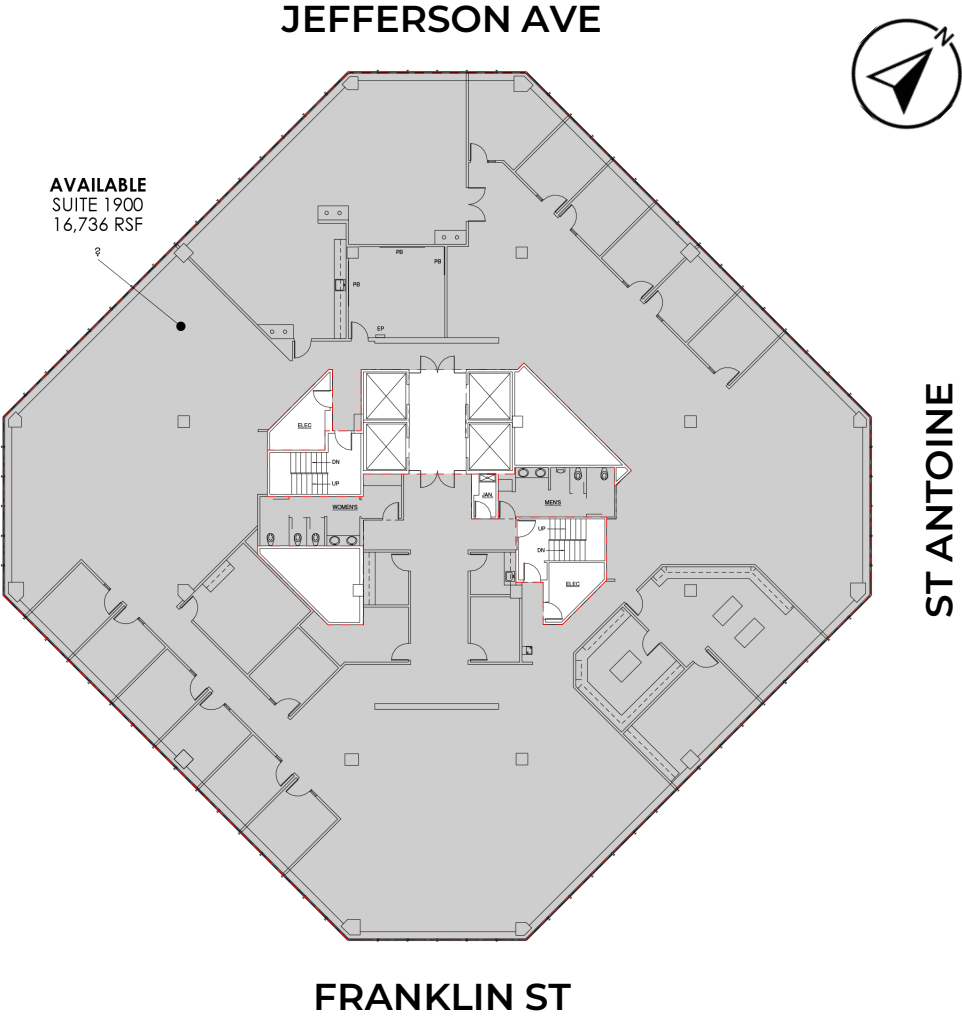 JEFFERSON AVE
N
AVAILABLE
SUITE 1900
16,736 RSF
?
PB
PB
PB
EP
ELEC
DN
UP
WOMEN'S
JAN.
MEN'S
UP
DN
ELEC
ST ANTOINE
FRANKLIN ST